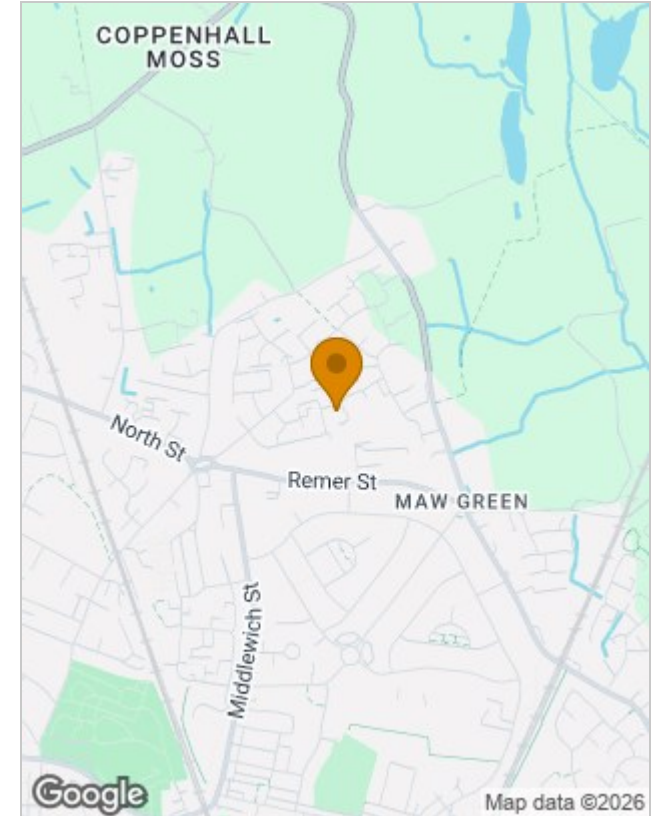 COPPENHALL
MOSS
North St
Remer St
MAW GREEN
Middlewich St
Google
Map data ©2026